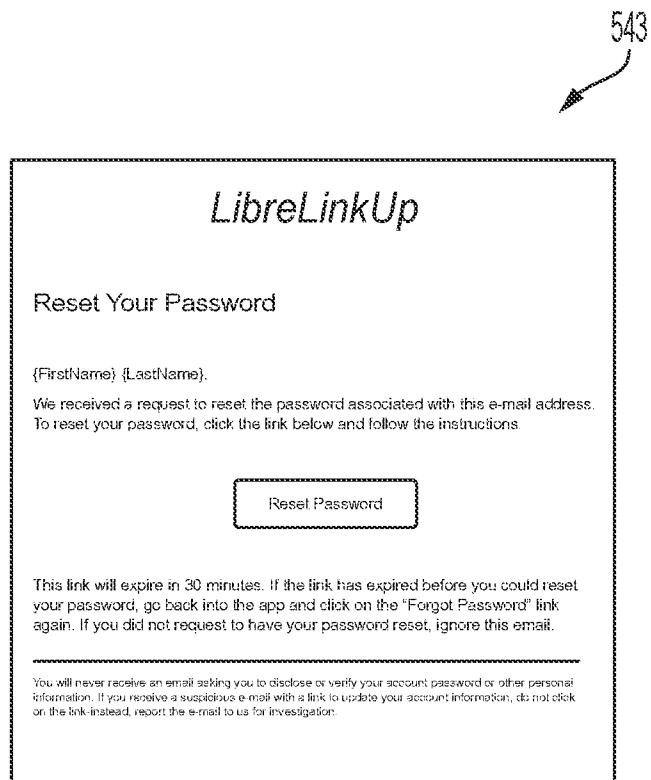 543
LibreLinkUp
Reset Your Password
{FirstName} {LastName},
We received a request to reset the password associated with this e-mail address.
To reset your password, click the link below and follow the instructions.
Reset Password
This link will expire in 30 minutes. If the link has expired before you could reset
your password, go back into the app and click on the “Forgot Password” link
again. If you did not request to have your password reset, ignore this email.
You will never receive an email asking you to disclose or verify your account password or other personal
information. If you receive a suspicious e-mail with a link to update your account information, do not click
on the link-instead, report the e-mail to us for investigation.